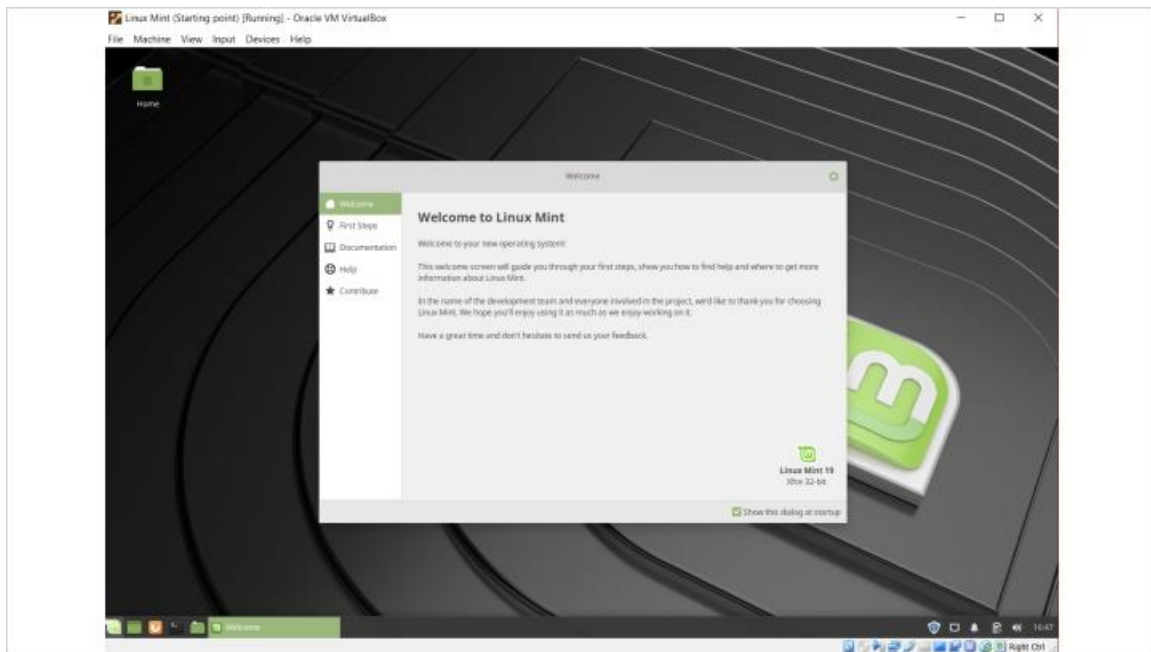 Linux Mint (Starting point) [Running] - Oracle VM VirtualBox
File Machine View Input Devices Help
Home
Welcome
Welcome
First Steps
Documentation
Help
Contribute
Welcome to Linux Mint
Welcome to your new operating system!
This welcome screen will guide you through your first steps, show you how to find help and where to get more
information about Linux Mint.
In the name of the development team and everyone involved in the project, we'd like to thank you for choosing
Linux Mint. We hope you'll enjoy using it as much as we enjoy working on it.
Have a great time and don't hesitate to send us your feedback.
Linux Mint 19
Xfce 32-bit
Show this dialog at startup
Welcome
10:47
Right Ctrl